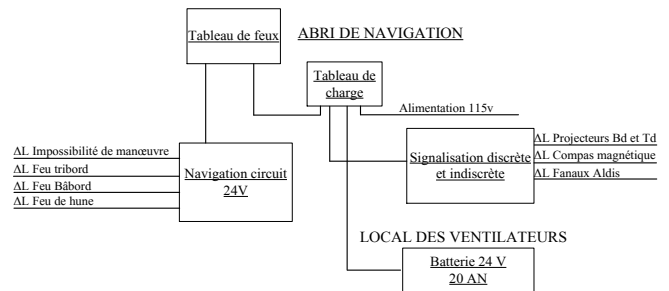 Tableau de feux
ABRI DE NAVIGATION
Tableau de
charge
Alimentation 115v
ΔL Impossibilité de manœuvre
ΔL Feu tribord
ΔL Feu Bâbord
ΔL Feu de hune
Navigation circuit
24V
Signalisation discrète
et indiscrète
ΔL Projecteurs Bd et Td
ΔL Compas magnétique
ΔL Fanaux Aldis
LOCAL DES VENTILATEURS
Batterie 24 V
20 AN